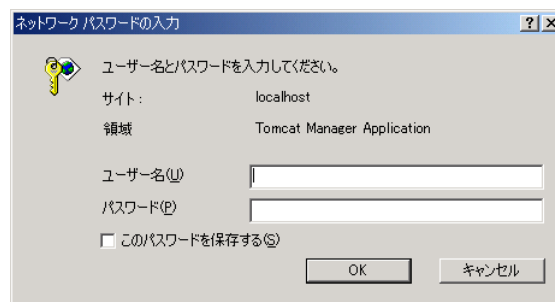 ネットワーク パスワードの入力
ユーザー名とパスワードを入力してください。
サイト: localhost
領域 Tomcat Manager Application
ユーザー名(U)
パスワード(P)
このパスワードを保存する(S)
OK キャンセル